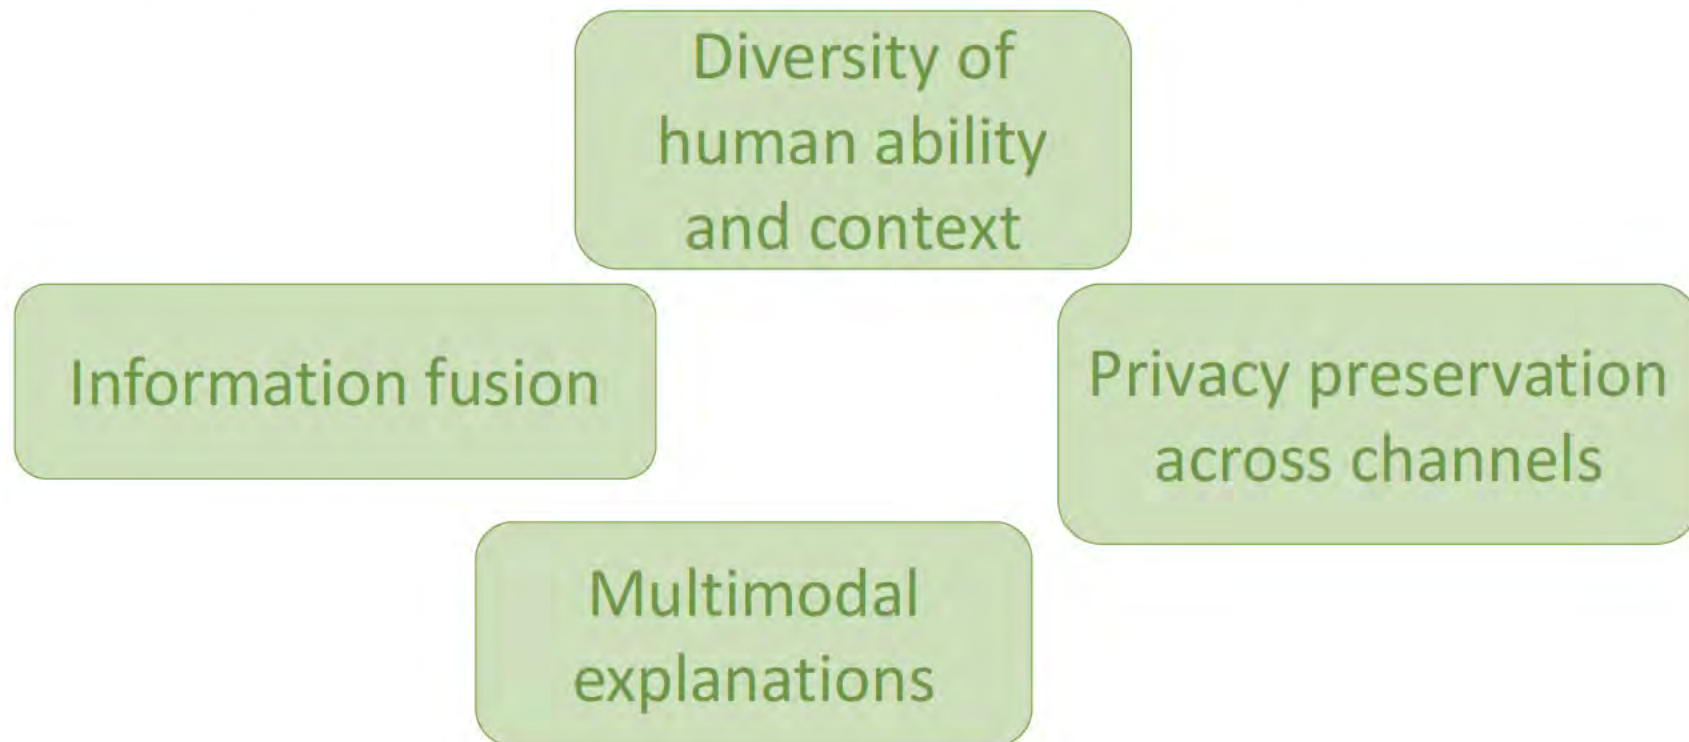 Diversity of
human ability
and context
Information fusion
Privacy preservation
across channels
Multimodal
explanations